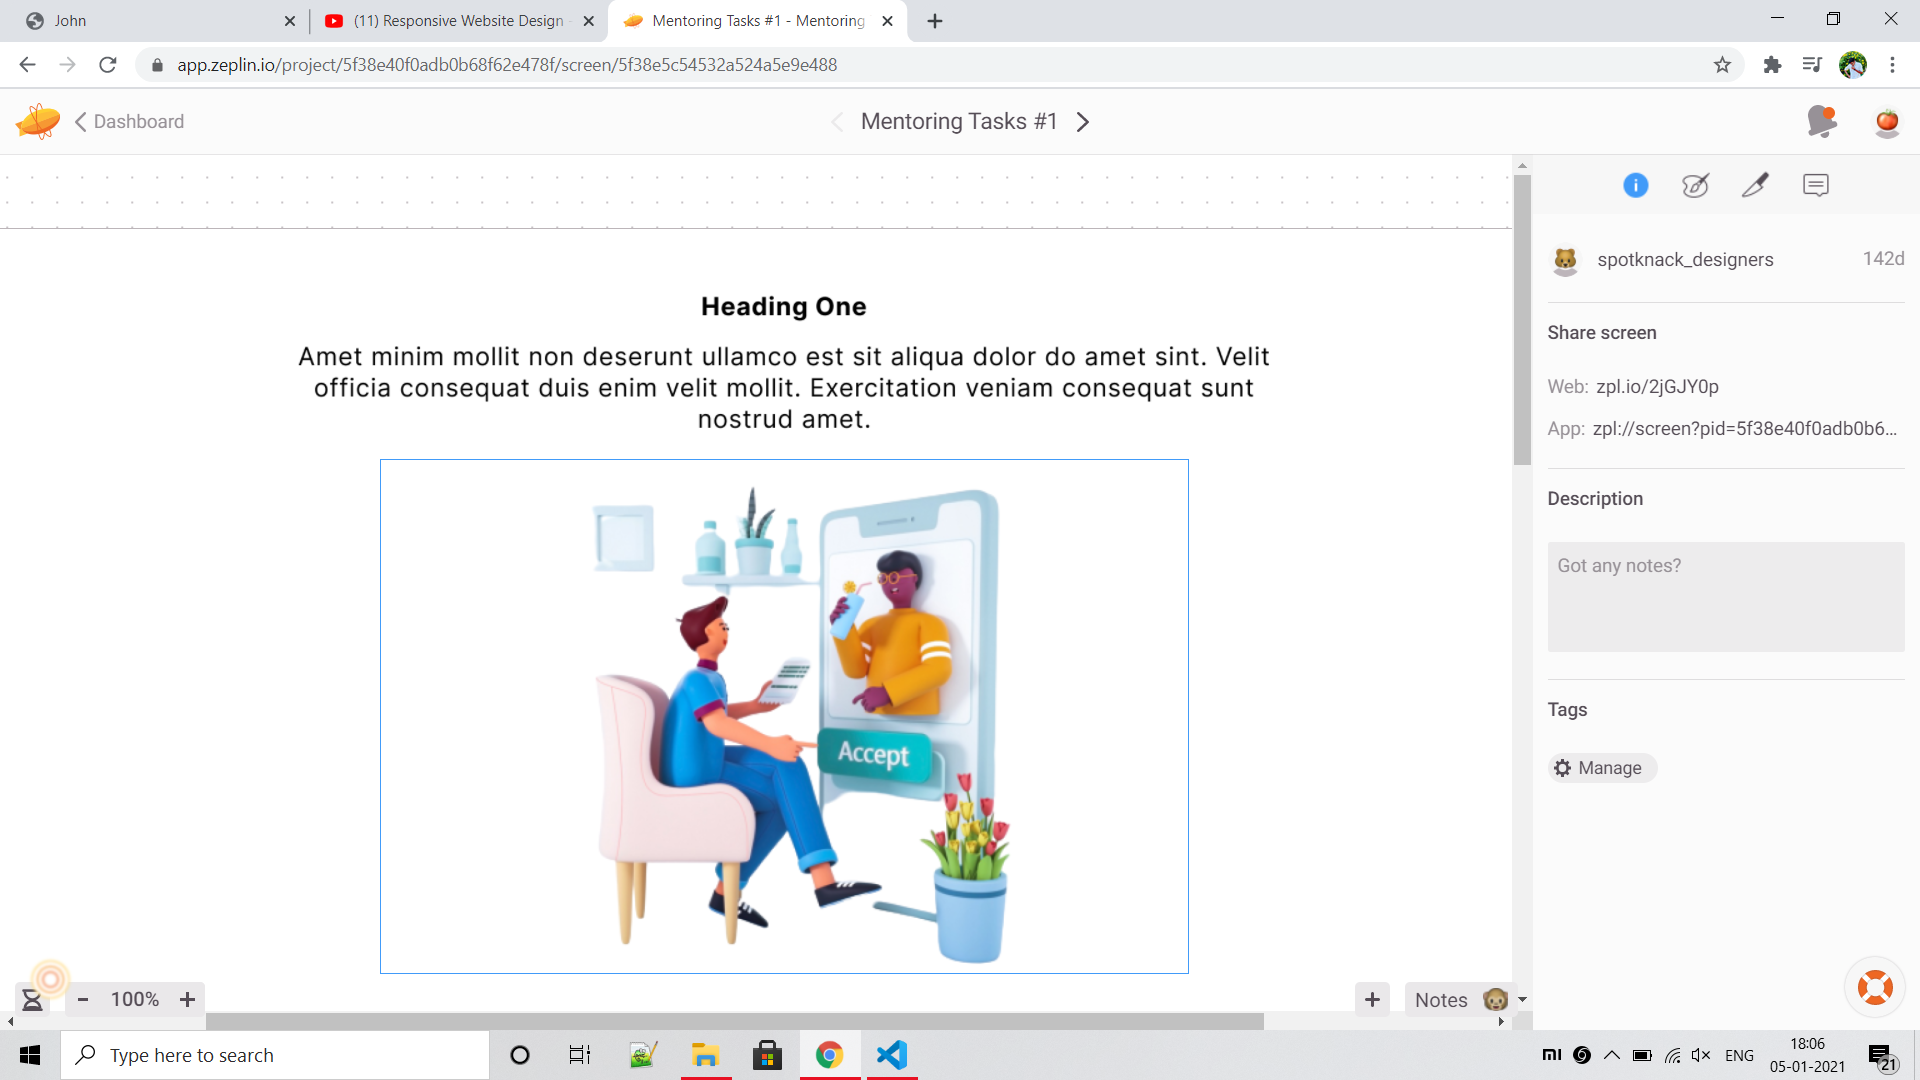 John
(11) Responsive Website Design
Mentoring Tasks #1 - Mentoring
app.zeplin.io/project/5f38e40f0adb0b68f62e478f/screen/5f38e5c54532a524a5e9e488
Dashboard
Mentoring Tasks #1
Heading One
Amet minim mollit non deserunt ullamco est sit aliqua dolor do amet sint. Velit
officia consequat duis enim velit mollit. Exercitation veniam consequat sunt
nostrud amet.
Accept
spotknack_designers 142d
Share screen
Web: zpl.io/2jGJY0p
App: zpl://screen?pid=5f38e40f0adb0b6...
Description
Got any notes?
Tags
Manage
100%
Notes
Type here to search
mi
ENG
18:06
05-01-2021
21